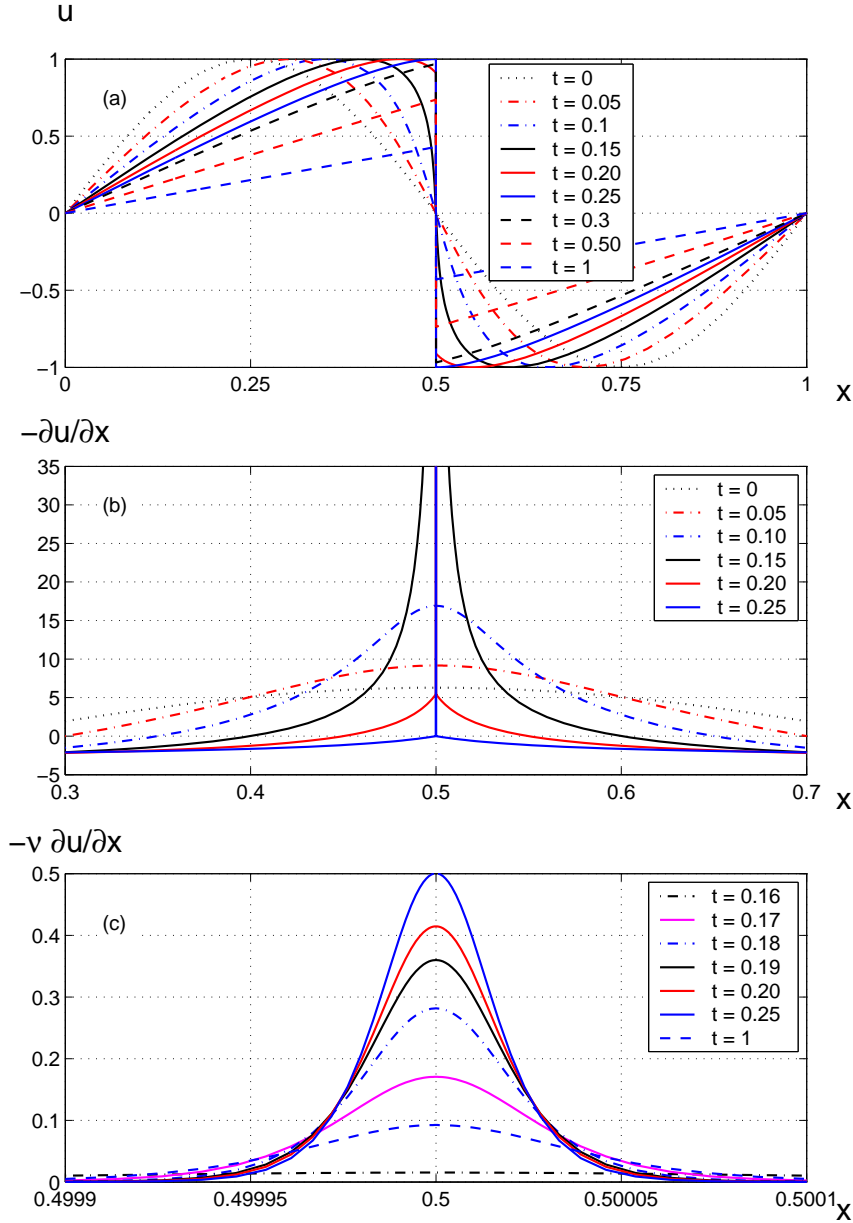 u
(a)
1
0.5
0
−0.5
−1
0
0.25
0.5
0.75
1
x
t = 0
t = 0.05
t = 0.1
t = 0.15
t = 0.20
t = 0.25
t = 0.3
t = 0.50
t = 1
−∂u/∂x
(b)
35
30
25
20
15
10
5
0
−5
0.3
0.4
0.5
0.6
0.7
x
t = 0
t = 0.05
t = 0.10
t = 0.15
t = 0.20
t = 0.25
−ν ∂u/∂x
(c)
0.5
0.4
0.3
0.2
0.1
0
0.4999
0.49995
0.5
0.50005
0.5001
x
t = 0.16
t = 0.17
t = 0.18
t = 0.19
t = 0.20
t = 0.25
t = 1